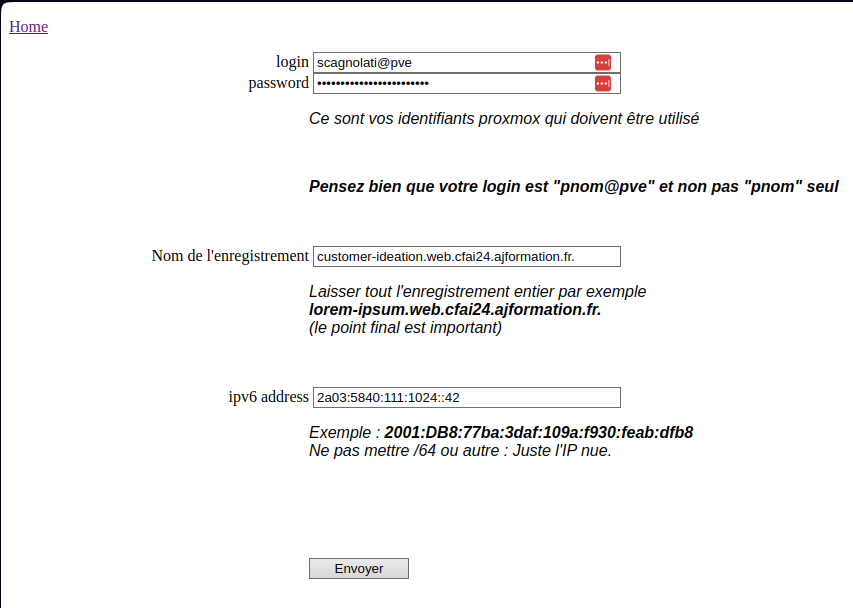 Home
login scagnolati@pve
password ••••••••••••••••••••••••
Ce sont vos identifiants proxmox qui doivent être utilisé
Pensez bien que votre login est "pnom@pve" et non pas "pnom" seul
Nom de l'enregistrement customer-ideation.web.cfai24.ajformation.fr.
Laisser tout l'enregistrement entier par exemple
lorem-ipsum.web.cfai24.ajformation.fr.
(le point final est important)
ipv6 address 2a03:5840:111:1024::42
Exemple : 2001:DB8:77ba:3daf:109a:f930:feab:dfb8
Ne pas mettre /64 ou autre : Juste l'IP nue.
Envoyer